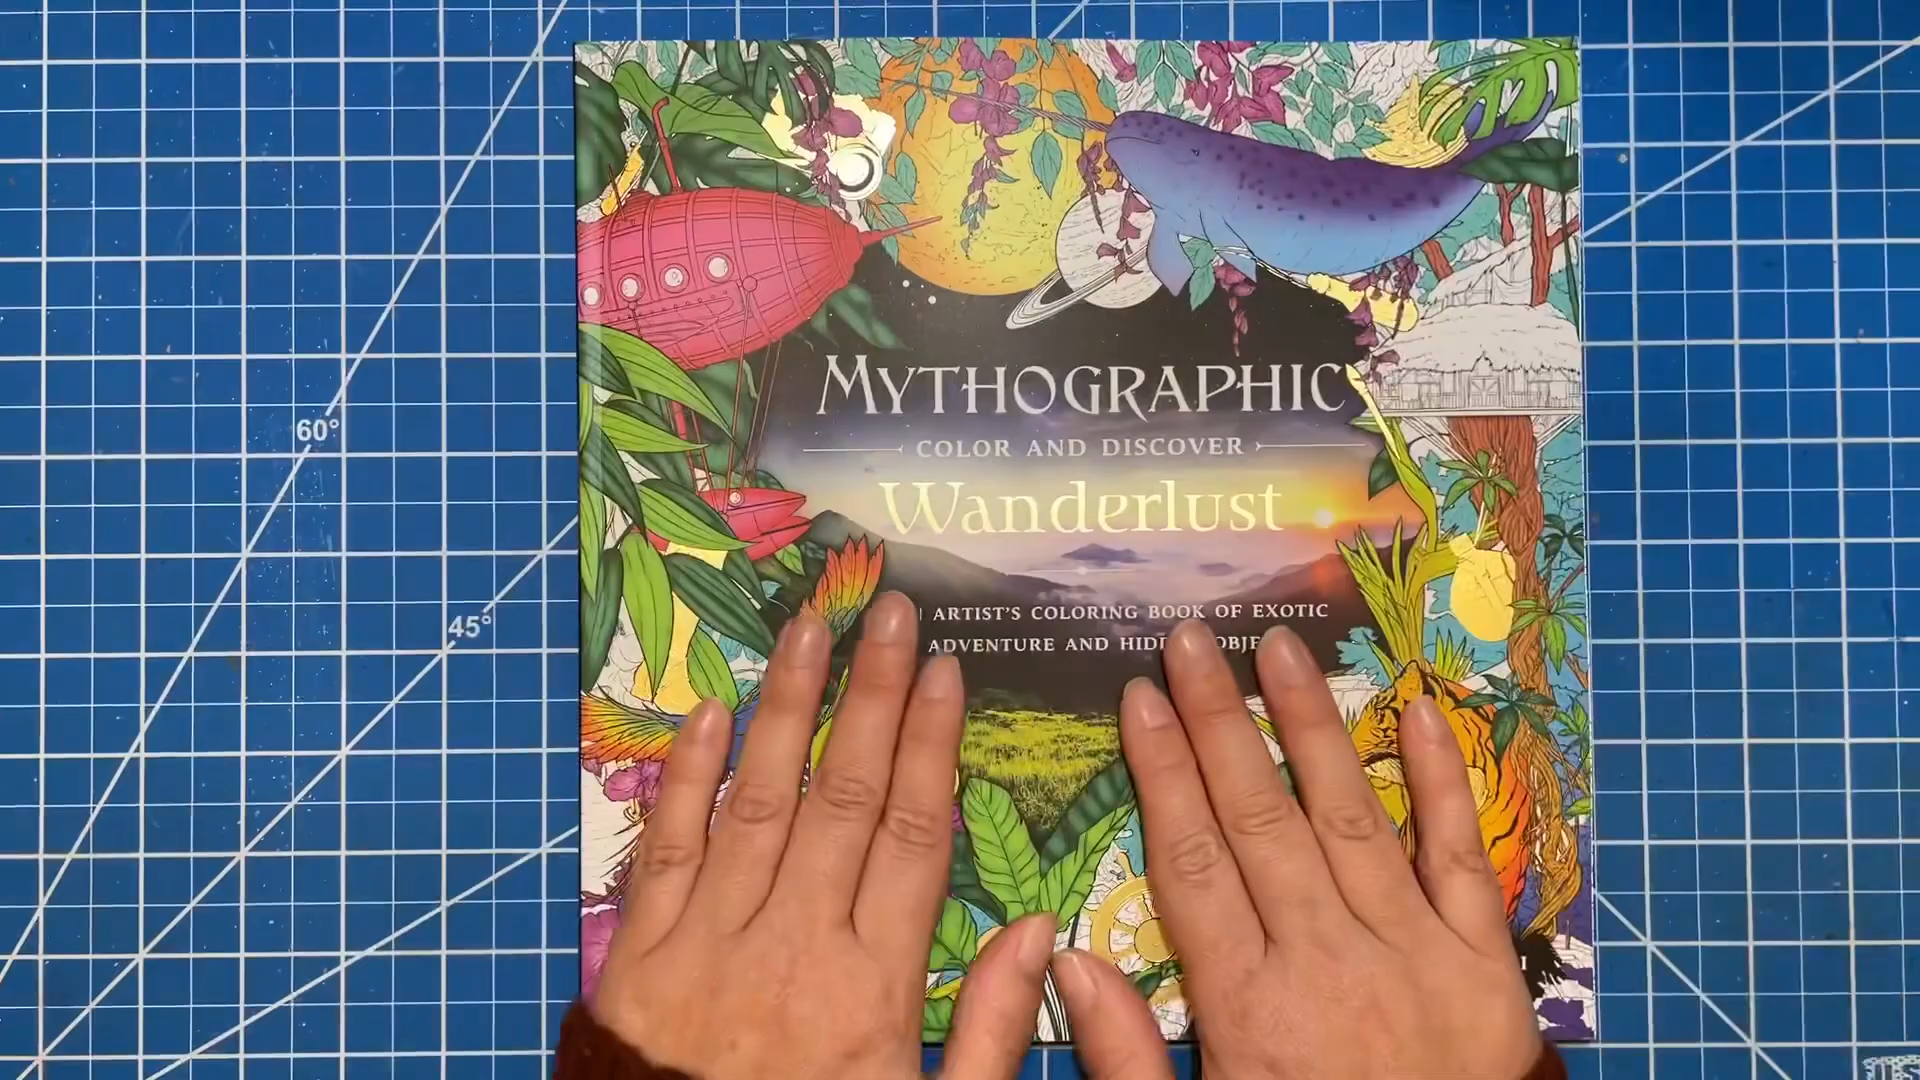 MYTHOGRAPHIC
COLOR AND DISCOVER
Wanderlust
ARTIST'S COLORING BOOK OF EXOTIC
ADVENTURE AND
60°
45°